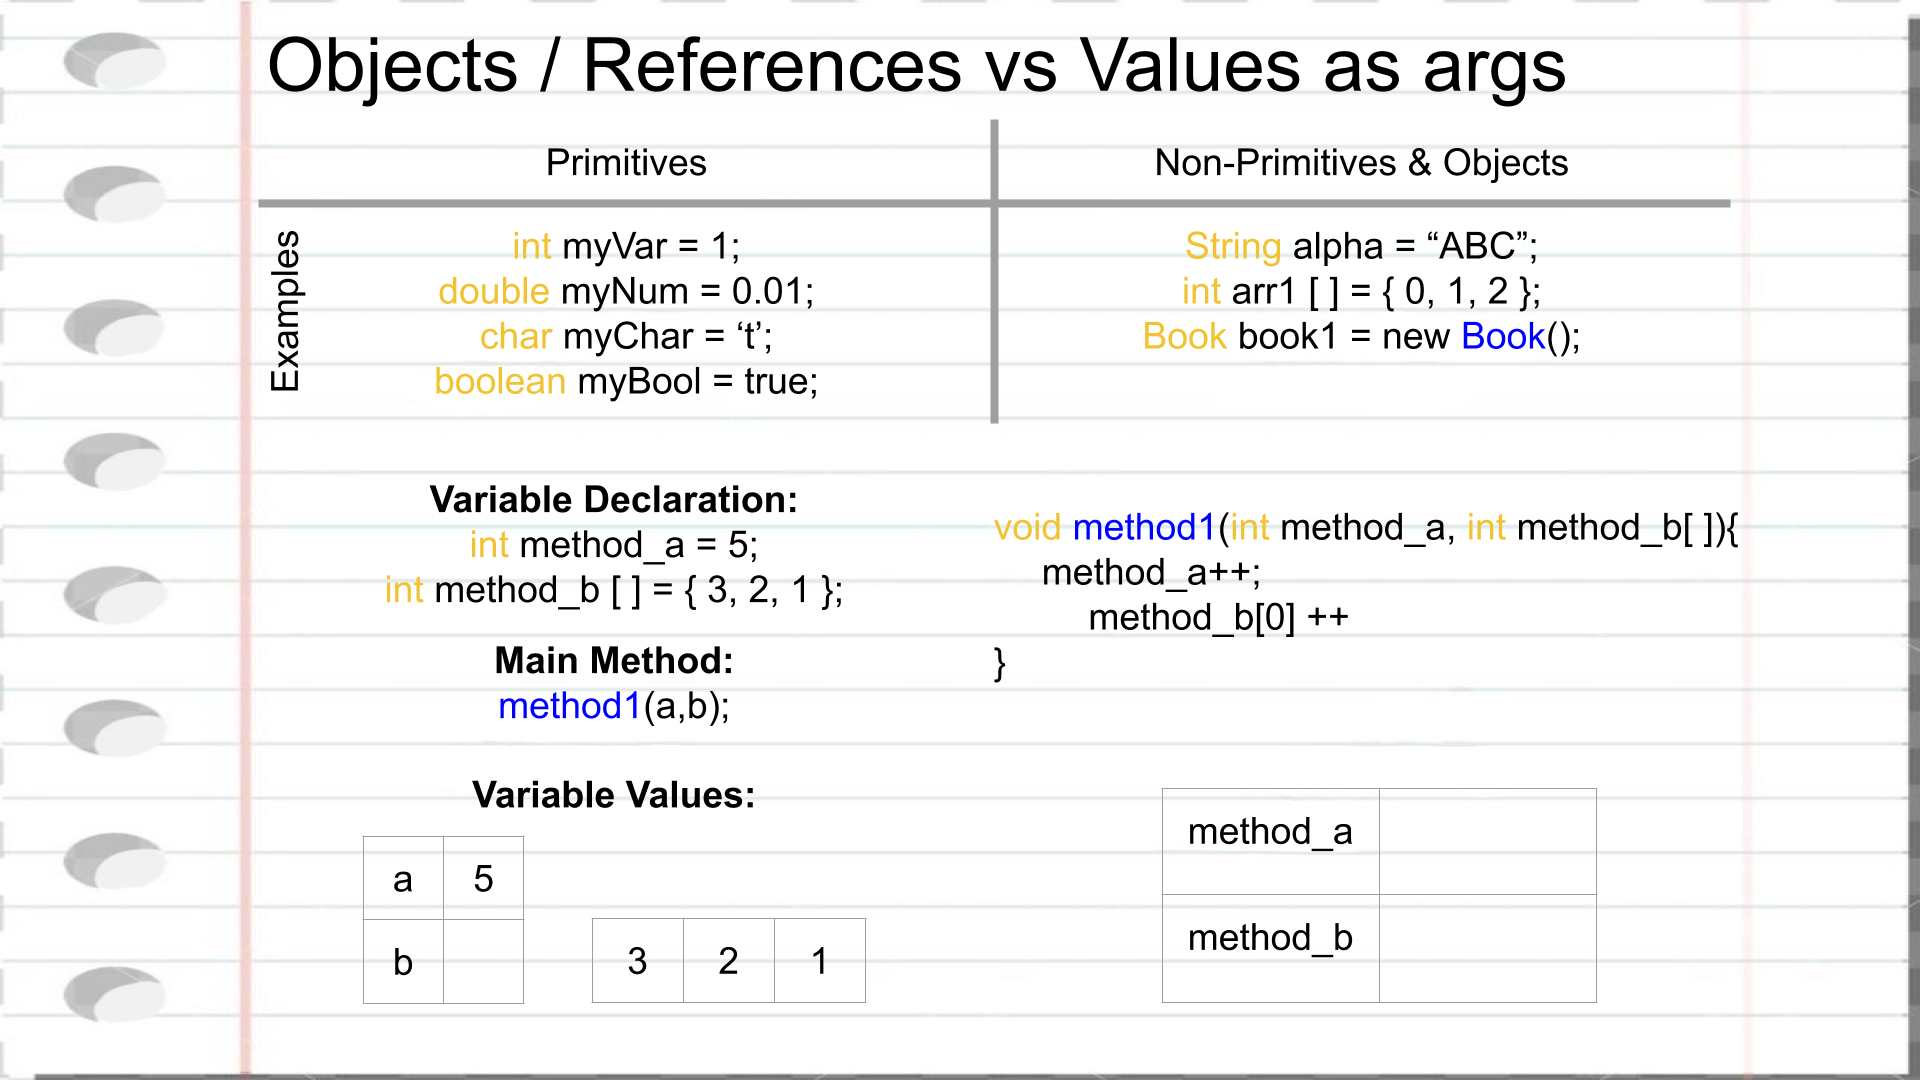 Objects / References vs Values as args
Primitives
Non-Primitives & Objects
Examples
int myVar = 1;
double myNum = 0.01;
char myChar = ‘t’;
boolean myBool = true;
String alpha = “ABC”;
int arr1 [ ] = { 0, 1, 2 };
Book book1 = new Book();
Variable Declaration:
int method_a = 5;
int method_b [ ] = { 3, 2, 1 };
Main Method:
method1(a,b);
void method1(int method_a, int method_b[ ]){
method_a++;
method_b[0] ++
}
Variable Values:
a 5
b
3 2 1
method_a
method_b